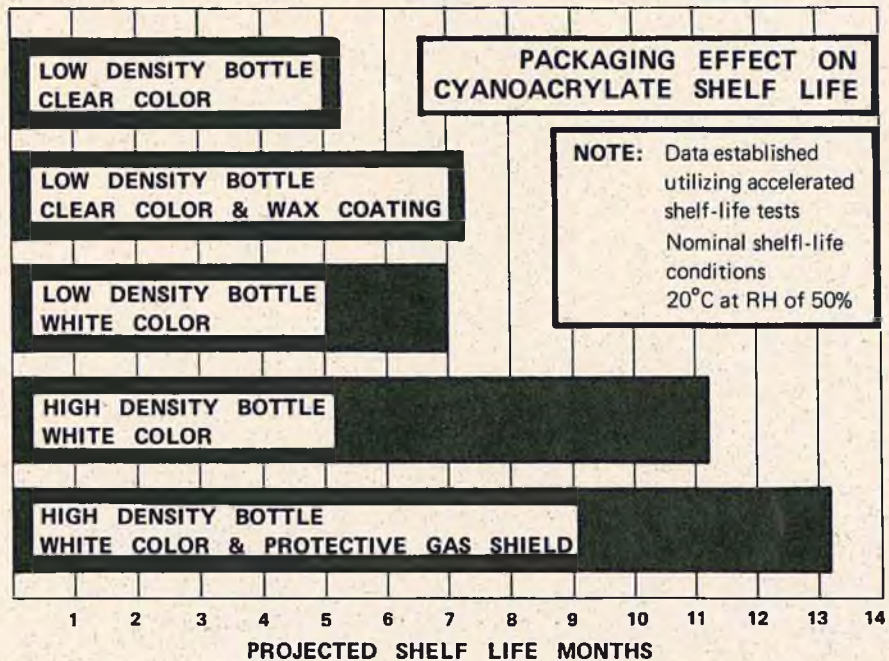 PACKAGING EFFECT ON
CYANOACRYLATE SHELF LIFE
NOTE: Data established
utilizing accelerated
shelf-life tests
Nominal shelfl-life
conditions
20°C at RH of 50%
LOW DENSITY BOTTLE
CLEAR COLOR
LOW DENSITY BOTTLE
CLEAR COLOR & WAX COATING
LOW DENSITY BOTTLE
WHITE COLOR
HIGH DENSITY BOTTLE
WHITE COLOR
HIGH DENSITY BOTTLE
WHITE COLOR & PROTECTIVE GAS SHIELD
1 2 3 4 5 6 7 8 9 10 11 12 13 14
PROJECTED SHELF LIFE MONTHS